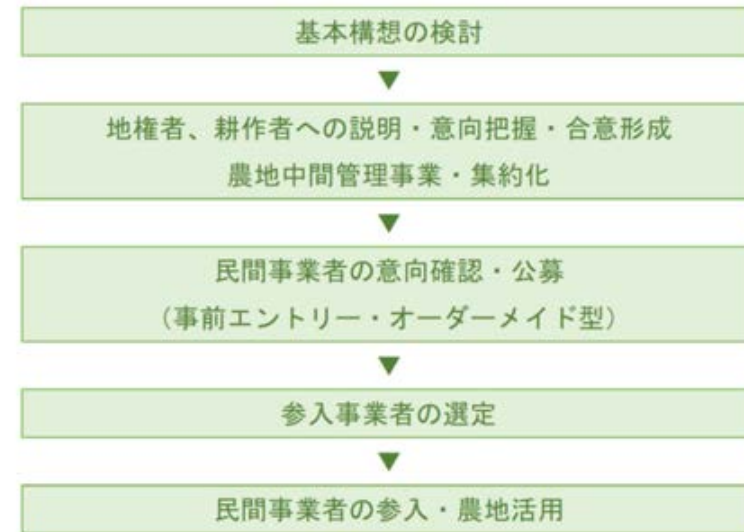 基本構想の検討
▼
地権者、耕作者への説明・意向把握・合意形成
農地中間管理事業・集約化
▼
民間事業者の意向確認・公募
（事前エントリー・オーダーメイド型）
▼
参入事業者の選定
▼
民間事業者の参入・農地活用